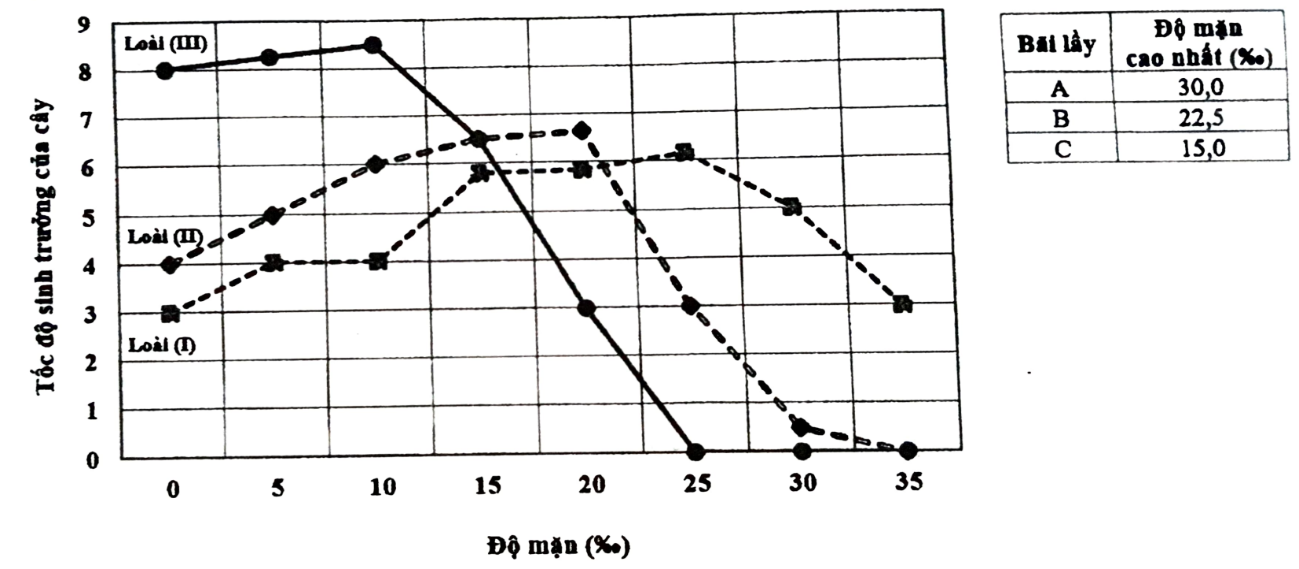 9
8
7
6
5
4
3
2
1
0
Tốc độ sinh trưởng của cây
Loài (III)
Loài (II)
Loài (I)
0 5 10 15 20 25 30 35
Độ mặn (‰)
Bãi lầy Độ mặn cao nhất (‰)
A 30,0
B 22,5
C 15,0